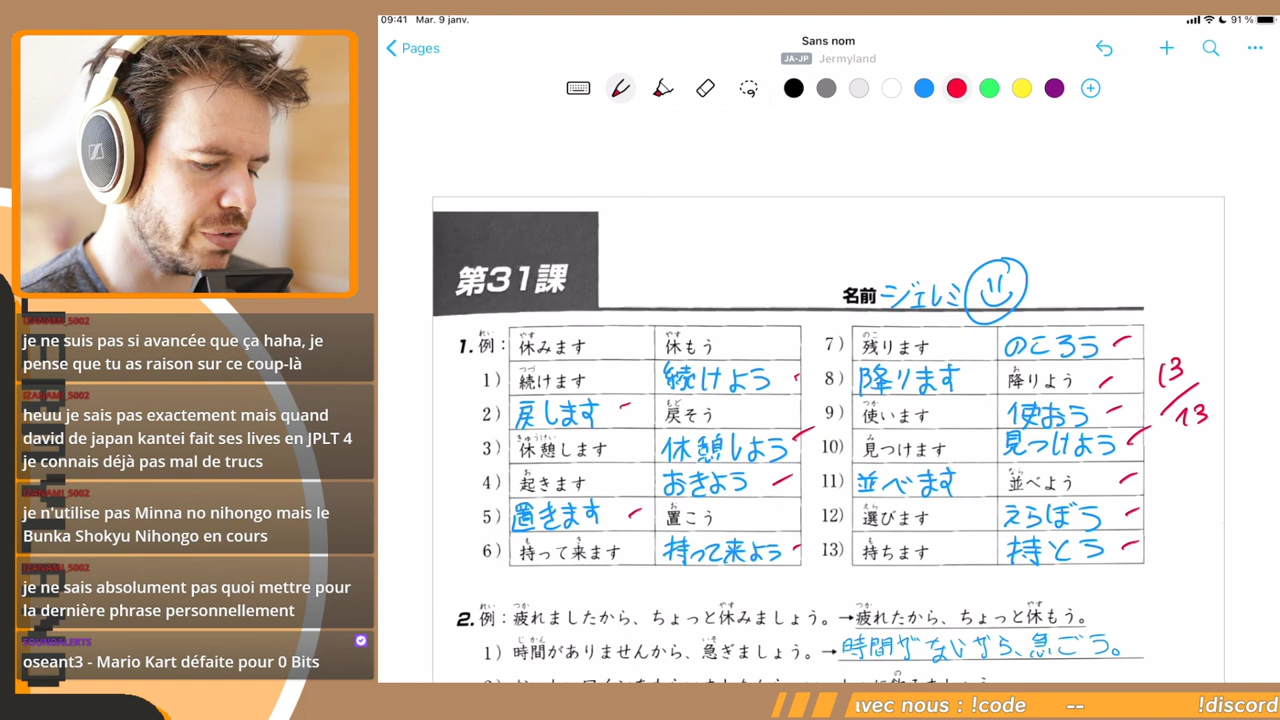 09:41 Mar. 9 janv.
91 %
Pages
Sans nom
JA-JP Jermyland
第31課
名前 ジェレミ
1. 例: 休みます 休もう
1) 続けます 続けよう
2) 戻します 戻そう
3) 休憩します 休憩しよう
4) 起きます おきよう
5) 置きます 置こう
6) 持って来ます 持って来よう
7) 残ります のころう
8) 降ります 降りよう
9) 使います 使おう
10) 見つけます 見つけよう
11) 並べます 並べよう
12) 選びます えらぼう
13) 持ちます 持とう
13/13
2. 例:疲れましたから、ちょっと休みましょう。→疲れたから、ちょっと休もう。
1) 時間がありませんから、急ぎましょう。→時間がないから、急ごう。
IZANAMI_5002
je ne suis pas si avancée que ça haha, je
pense que tu as raison sur ce coup-là
IZANAMI_5002
heuu je sais pas exactement mais quand
david de japan kantei fait ses lives en JPLT 4
je connais déjà pas mal de trucs
IZANAMI_5002
je n'utilise pas Minna no nihongo mais le
Bunka Shokyu Nihongo en cours
IZANAMI_5002
je ne sais absolument pas quoi mettre pour
la dernière phrase personnellement
SOUNDALERTS
oseant3 - Mario Kart défaite pour 0 Bits
avec nous : !code -- !discord